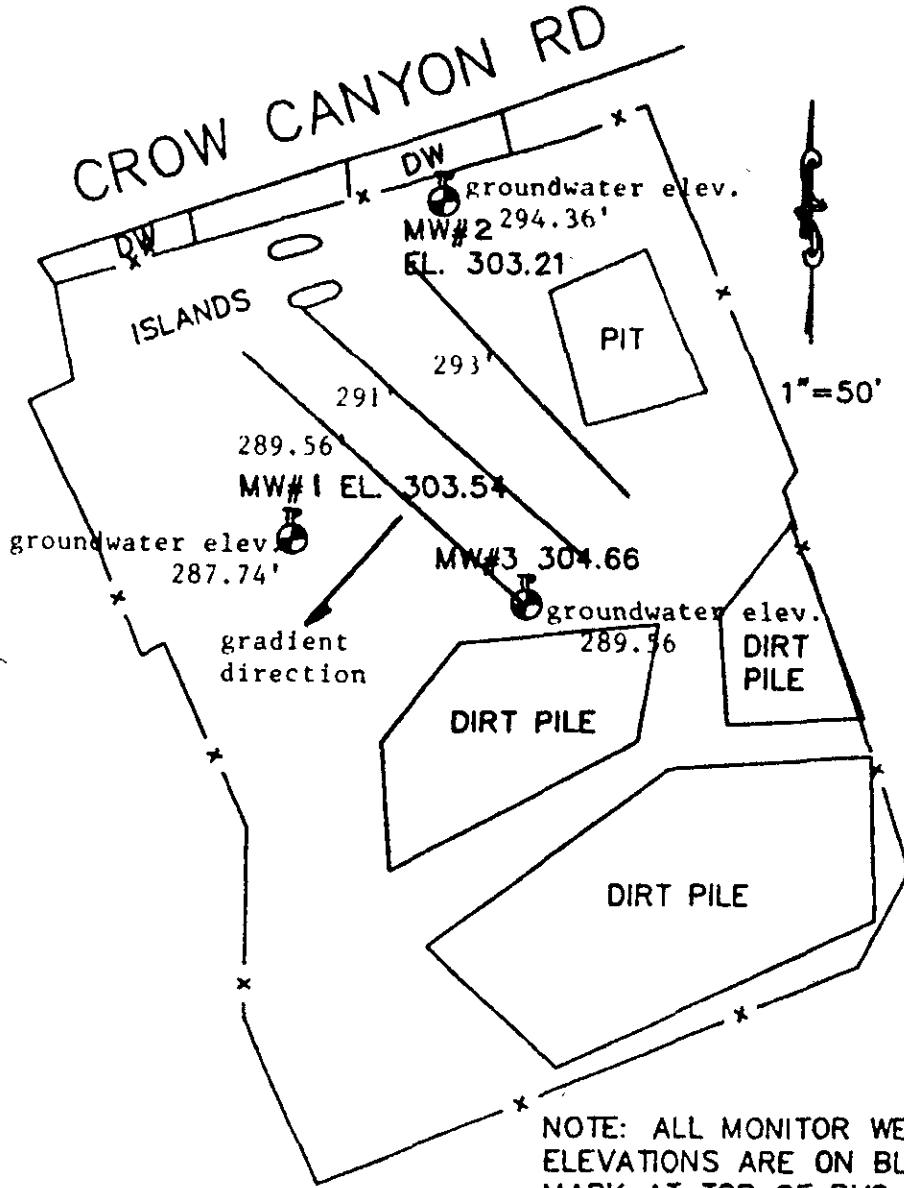 CROW CANYON RD
DW
DW
groundwater elev.
294.36'
MW#2
EL. 303.21
ISLANDS
PIT
293'
291'
1"=50'
289.56'
MW#1 EL. 303.54
groundwater elev.
287.74'
MW#3 304.66
groundwater elev.
289.56
gradient
direction
DIRT
PILE
DIRT PILE
DIRT PILE
NOTE: ALL MONITOR WE
ELEVATIONS ARE ON BL